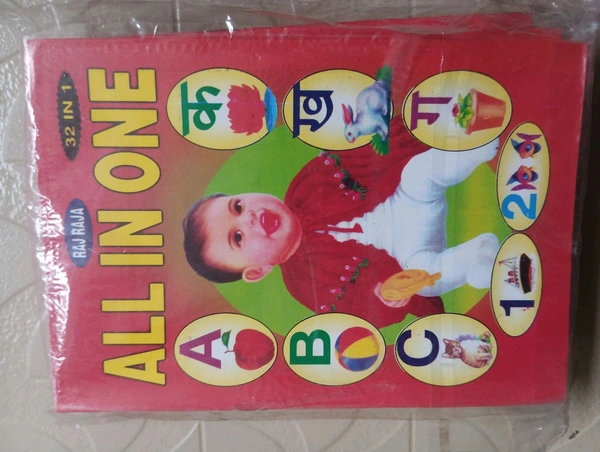 RAJ RAJA 32 IN 1
ALL IN ONE
A क
B ख
C ग
1 2